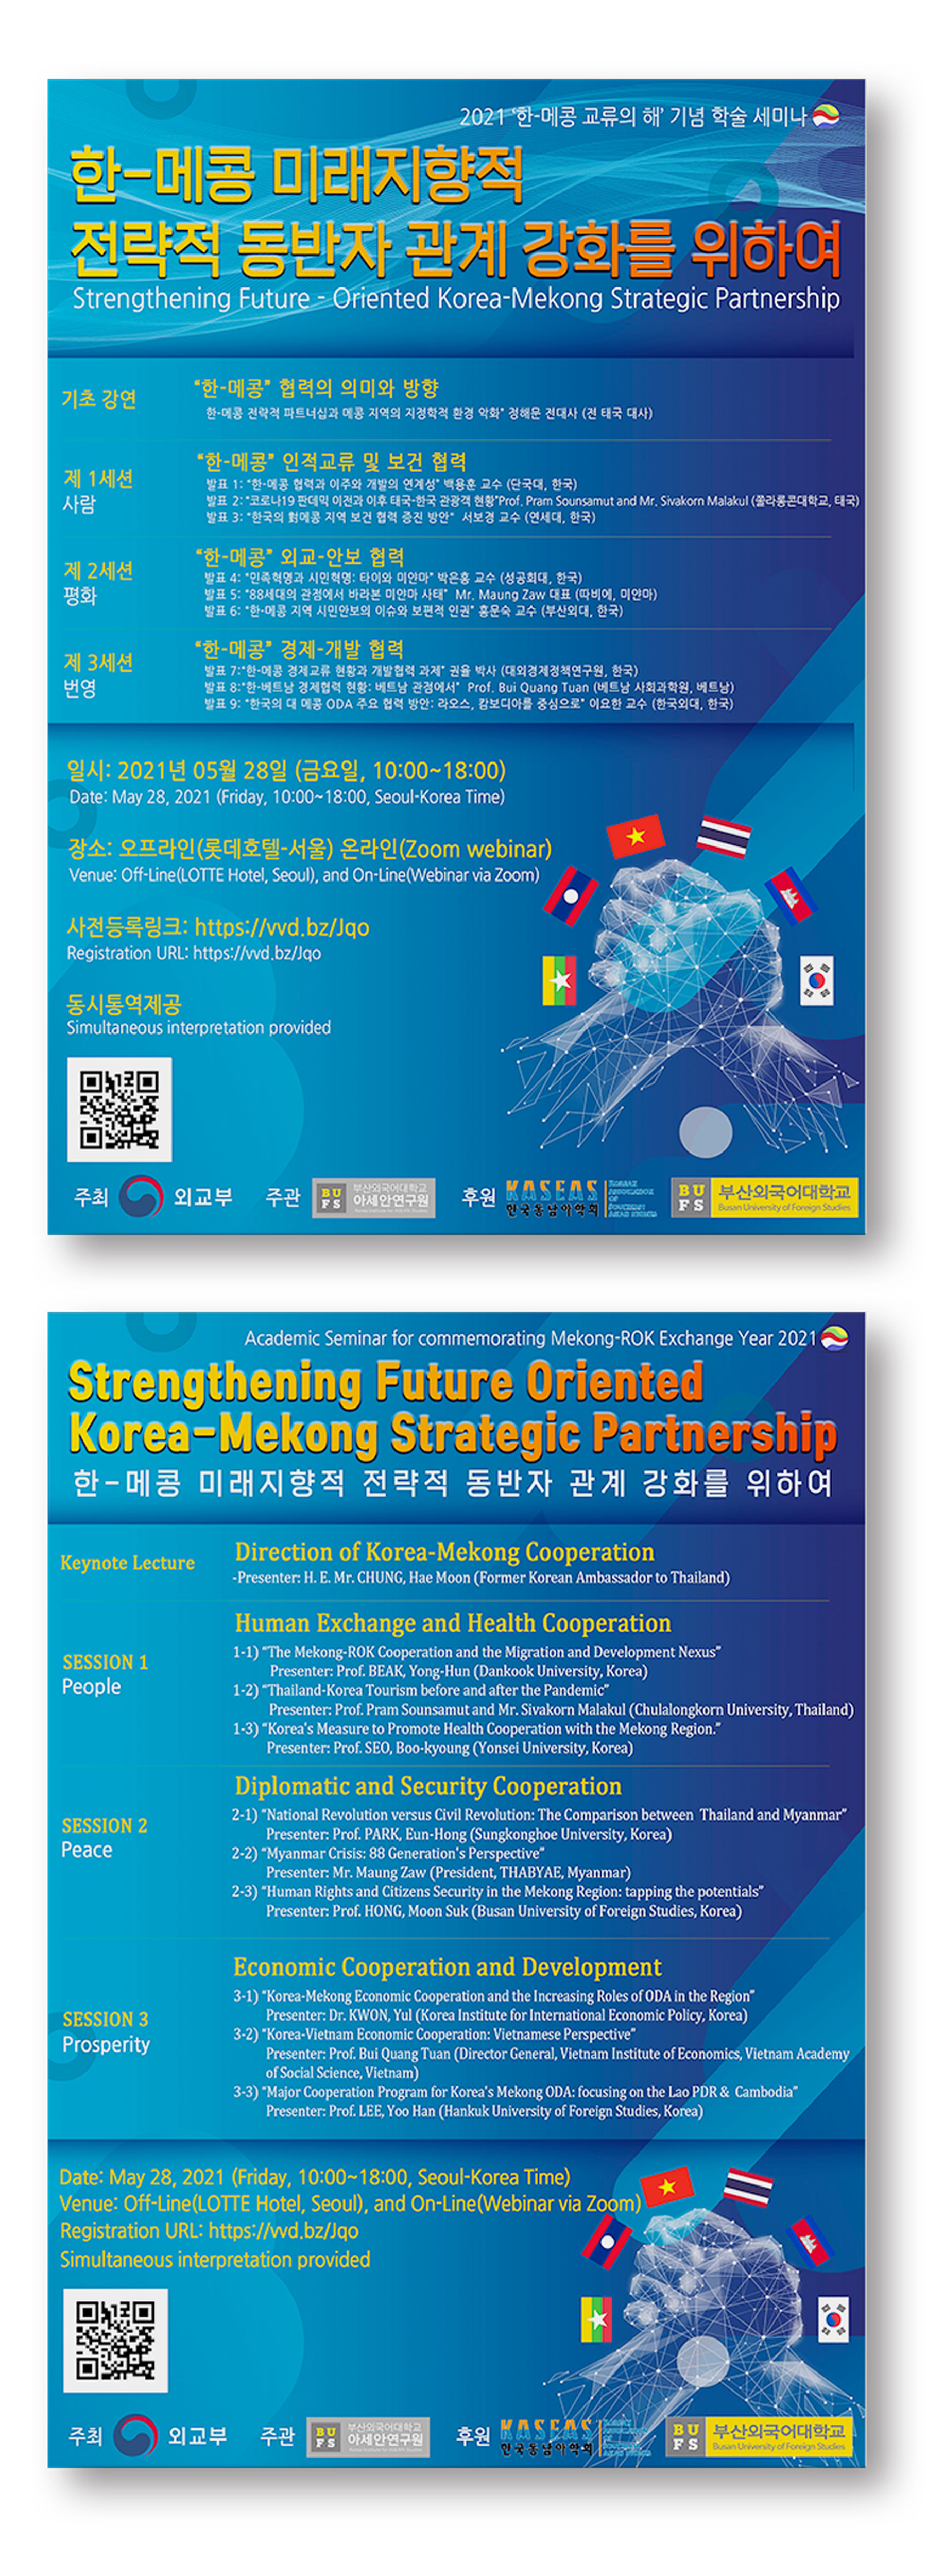 2021 '한-메콩 교류의 해' 기념 학술 세미나
한-메콩 미래지향적
전략적 동반자 관계 강화를 위하여
Strengthening Future - Oriented Korea-Mekong Strategic Partnership
기초 강연
"한-메콩" 협력의 의미와 방향
한-메콩 전략적 파트너십과 메콩 지역의 지정학적 환경 악화" 정해문 전대사 (전 태국 대사)
제 1세션
사람
"한-메콩" 인적교류 및 보건 협력
발표 1: "한-메콩 협력과 이주와 개발의 연계성" 백용훈 교수 (단국대, 한국)
발표 2: "코로나19 판데믹 이전과 이후 태국-한국 관광객 현황"Prof. Pram Sounsamut and Mr. Sivakorn Malakul (쭐라롱콘대학교, 태국)
발표 3: "한국의 對메콩 지역 보건 협력 증진 방안" 서보경 교수 (연세대, 한국)
제 2세션
평화
"한-메콩" 외교-안보 협력
발표 4: "민족혁명과 시민혁명: 타이와 미얀마" 박은홍 교수 (성공회대, 한국)
발표 5: "88세대의 관점에서 바라본 미얀마 사태" Mr. Maung Zaw 대표 (따비에, 미얀마)
발표 6: "한-메콩 지역 시민안보의 이슈와 보편적 인권" 홍문숙 교수 (부산외대, 한국)
제 3세션
번영
"한-메콩" 경제-개발 협력
발표 7:"한-메콩 경제교류 현황과 개발협력 과제" 권율 박사 (대외경제정책연구원, 한국)
발표 8:"한-베트남 경제협력 현황: 베트남 관점에서" Prof. Bui Quang Tuan (베트남 사회과학원, 베트남)
발표 9: "한국의 대 메콩 ODA 주요 협력 방안: 라오스, 캄보디아를 중심으로" 이요한 교수 (한국외대, 한국)
일시: 2021년 05월 28일 (금요일, 10:00~18:00)
Date: May 28, 2021 (Friday, 10:00~18:00, Seoul-Korea Time)
장소: 오프라인(롯데호텔-서울) 온라인(Zoom webinar)
Venue: Off-Line(LOTTE Hotel, Seoul), and On-Line(Webinar via Zoom)
사전등록링크: https://vvd.bz/Jqo
Registration URL: https://vvd.bz/Jqo
동시통역제공
Simultaneous interpretation provided
주최 외교부 주관 BUFS 부산외국어대학교 아세안연구원 후원 KASEAS 한국동남아학회 BUFS 부산외국어대학교 Busan University of Foreign Studies
Academic Seminar for commemorating Mekong-ROK Exchange Year 2021
Strengthening Future Oriented
Korea-Mekong Strategic Partnership
한-메콩 미래지향적 전략적 동반자 관계 강화를 위하여
Keynote Lecture
Direction of Korea-Mekong Cooperation
-Presenter: H. E. Mr. CHUNG, Hae Moon (Former Korean Ambassador to Thailand)
SESSION 1
People
Human Exchange and Health Cooperation
1-1) "The Mekong-ROK Cooperation and the Migration and Development Nexus"
Presenter: Prof. BEAK, Yong-Hun (Dankook University, Korea)
1-2) "Thailand-Korea Tourism before and after the Pandemic"
Presenter: Prof. Pram Sounsamut and Mr. Sivakorn Malakul (Chulalongkorn University, Thailand)
1-3) "Korea's Measure to Promote Health Cooperation with the Mekong Region."
Presenter: Prof. SEO, Boo-kyoung (Yonsei University, Korea)
SESSION 2
Peace
Diplomatic and Security Cooperation
2-1) "National Revolution versus Civil Revolution: The Comparison between Thailand and Myanmar"
Presenter: Prof. PARK, Eun-Hong (Sungkonghoe University, Korea)
2-2) "Myanmar Crisis: 88 Generation's Perspective"
Presenter: Mr. Maung Zaw (President, THABYAE, Myanmar)
2-3) "Human Rights and Citizens Security in the Mekong Region: tapping the potentials"
Presenter: Prof. HONG, Moon Suk (Busan University of Foreign Studies, Korea)
SESSION 3
Prosperity
Economic Cooperation and Development
3-1) "Korea-Mekong Economic Cooperation and the Increasing Roles of ODA in the Region"
Presenter: Dr. KWON, Yul (Korea Institute for International Economic Policy, Korea)
3-2) "Korea-Vietnam Economic Cooperation: Vietnamese Perspective"
Presenter: Prof. Bui Quang Tuan (Director General, Vietnam Institute of Economics, Vietnam Academy
of Social Science, Vietnam)
3-3) "Major Cooperation Program for Korea's Mekong ODA: focusing on the Lao PDR & Cambodia"
Presenter: Prof. LEE, Yoo Han (Hankuk University of Foreign Studies, Korea)
Date: May 28, 2021 (Friday, 10:00~18:00, Seoul-Korea Time)
Venue: Off-Line(LOTTE Hotel, Seoul), and On-Line(Webinar via Zoom)
Registration URL: https://vvd.bz/Jqo
Simultaneous interpretation provided
주최 외교부 주관 BUFS 부산외국어대학교 아세안연구원 후원 KASEAS 한국동남아학회 BUFS 부산외국어대학교 Busan University of Foreign Studies